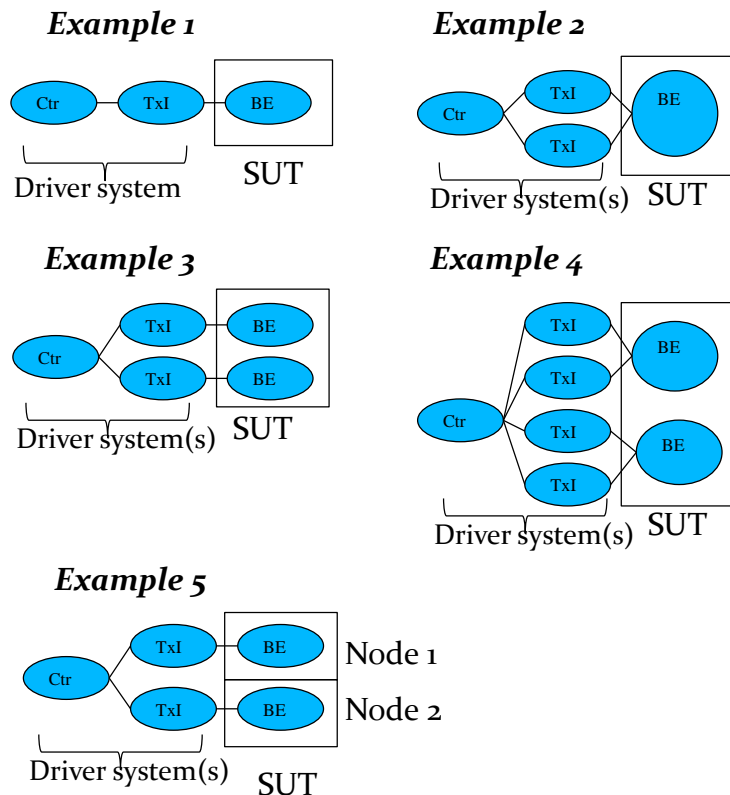 Example 1
Ctr
TxI
BE
Driver system
SUT
Example 2
Ctr
TxI
TxI
BE
Driver system(s)
SUT
Example 3
Ctr
TxI
TxI
BE
BE
Driver system(s)
SUT
Example 4
Ctr
TxI
TxI
TxI
TxI
BE
BE
Driver system(s)
SUT
Example 5
Ctr
TxI
TxI
BE
BE
Node 1
Node 2
Driver system(s)
SUT